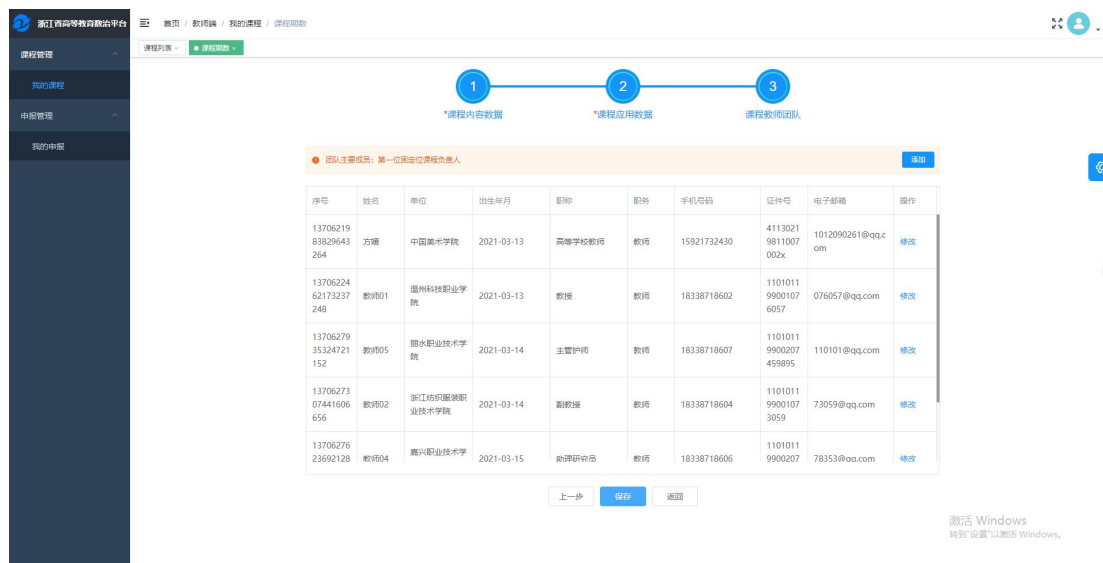 浙江省高等教育数治平台
首页 / 教师端 / 我的课程 / 课程期数
课程列表 ×
课程期数 ×
课程管理
我的课程
申报管理
我的申报
1
2
3
*课程内容数据
*课程应用数据
课程教师团队
团队主要成员：第一位固定位课程负责人
添加
序号 姓名 单位 出生年月 职称 职务 手机号码 证件号 电子邮箱 操作
13706219
83829643
264
方媛
中国美术学院
2021-03-13
高等学校教师
教师
15921732430
4113021
9811007
002x
1012090261@qq.c
om
修改
13706224
62173237
248
教师01
温州科技职业学
院
2021-03-13
教授
教师
18338718602
1101011
9900107
6057
076057@qq.com
修改
13706279
35324721
152
教师05
丽水职业技术学
院
2021-03-14
主管护师
教师
18338718607
1101011
9900207
459895
110101@qq.com
修改
13706273
07441606
656
教师02
浙江纺织服装职
业技术学院
2021-03-14
副教授
教师
18338718604
1101011
9900107
3059
73059@qq.com
修改
13706276
23692128
教师04
嘉兴职业技术学
2021-03-15
助理研究员
教师
18338718606
1101011
9900207
78353@qq.com
修改
上一步
保存
返回
激活 Windows
转到"设置"以激活 Windows。